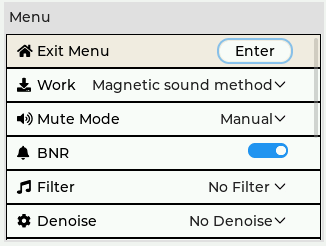 Menu
Exit Menu Enter
Work Magnetic sound method
Mute Mode Manual
BNR
Filter No Filter
Denoise No Denoise